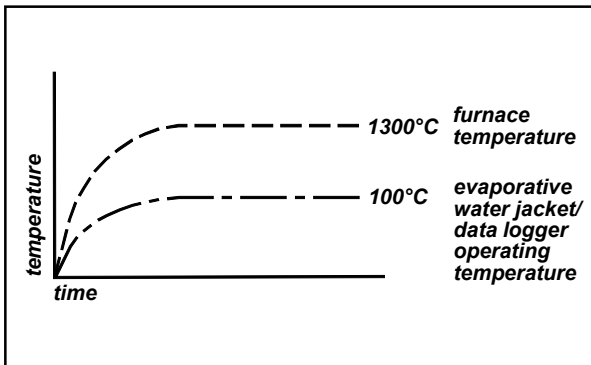 temperature
1300°C
furnace
temperature
100°C
evaporative
water jacket/
data logger
operating
temperature
time